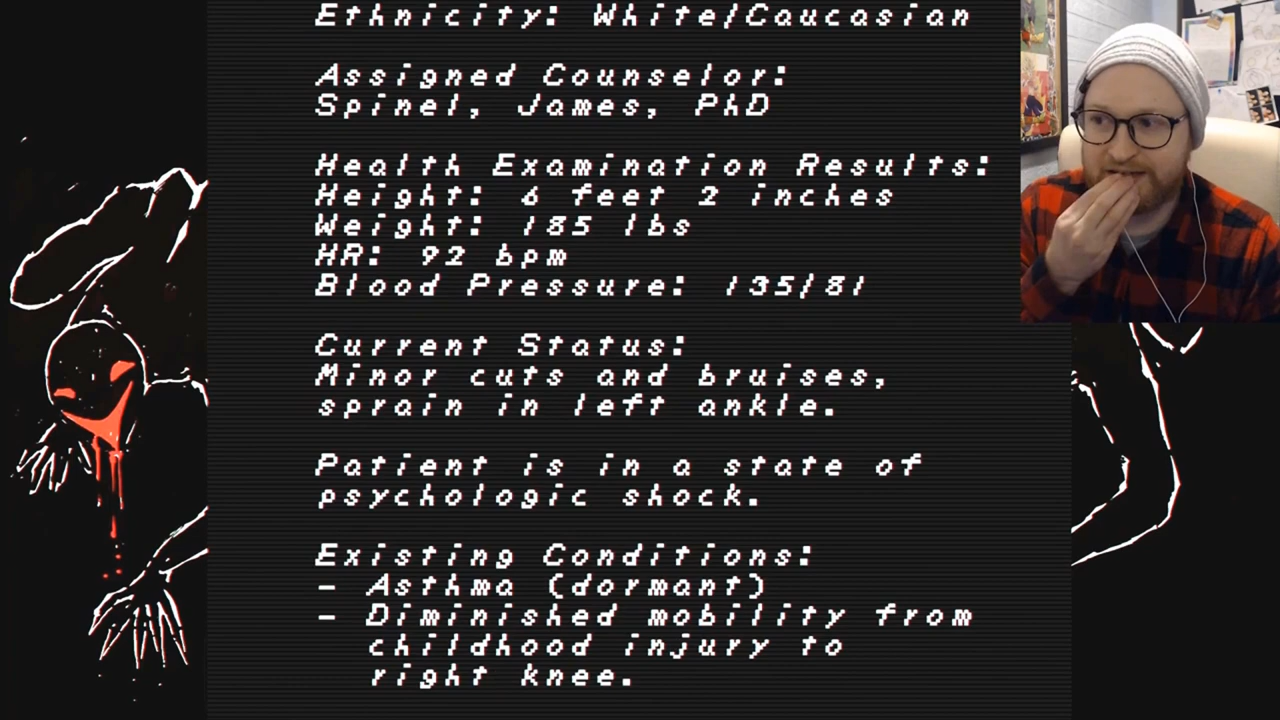 Ethnicity: White/Caucasian
Assigned Counselor:
Spinel, James, PhD
Health Examination Results:
Height: 6 feet 2 inches
Weight: 185 lbs
HR: 92 bpm
Blood Pressure: 135/81
Current Status:
Minor cuts and bruises,
sprain in left ankle.
Patient is in a state of
psychologic shock.
Existing Conditions:
- Asthma (dormant)
- Diminished mobility from
childhood injury to
right knee.